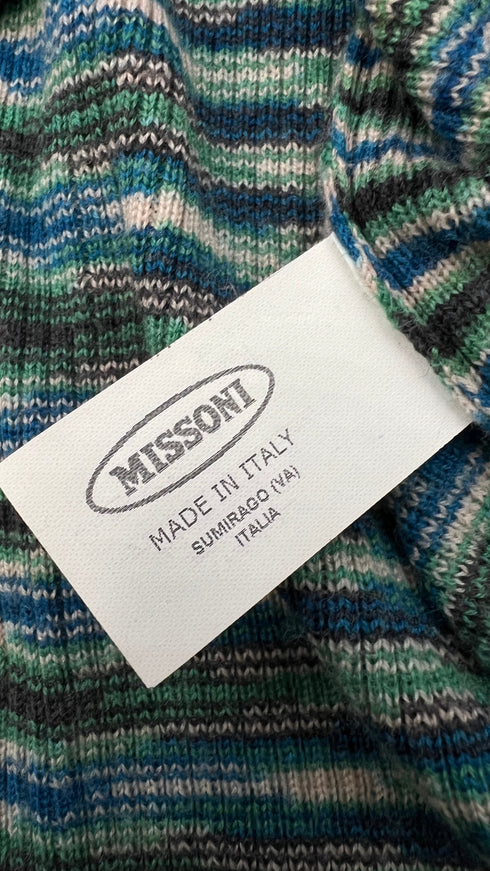 MISSONI
MADE IN ITALY
SUMIRAGO (VA)
ITALIA